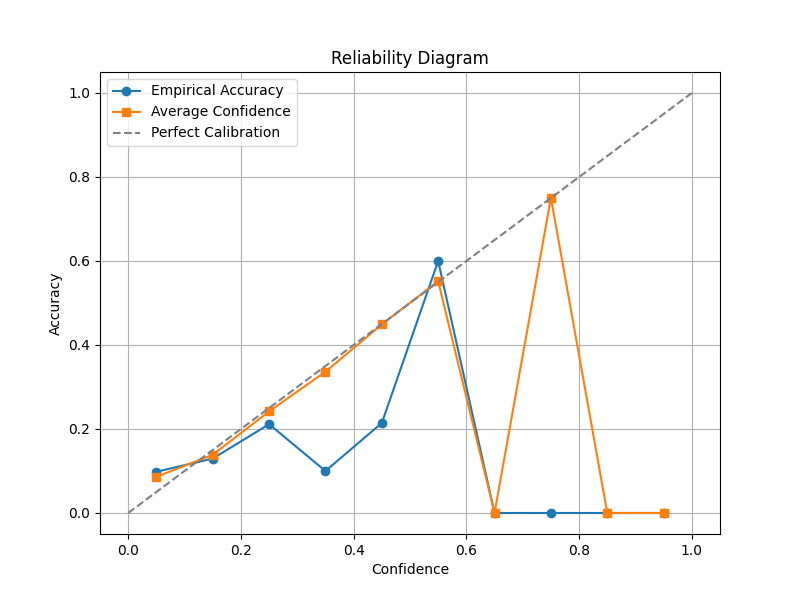 Reliability Diagram
Empirical Accuracy
Average Confidence
Perfect Calibration
Accuracy
1.0
0.8
0.6
0.4
0.2
0.0
0.0 0.2 0.4 0.6 0.8 1.0
Confidence